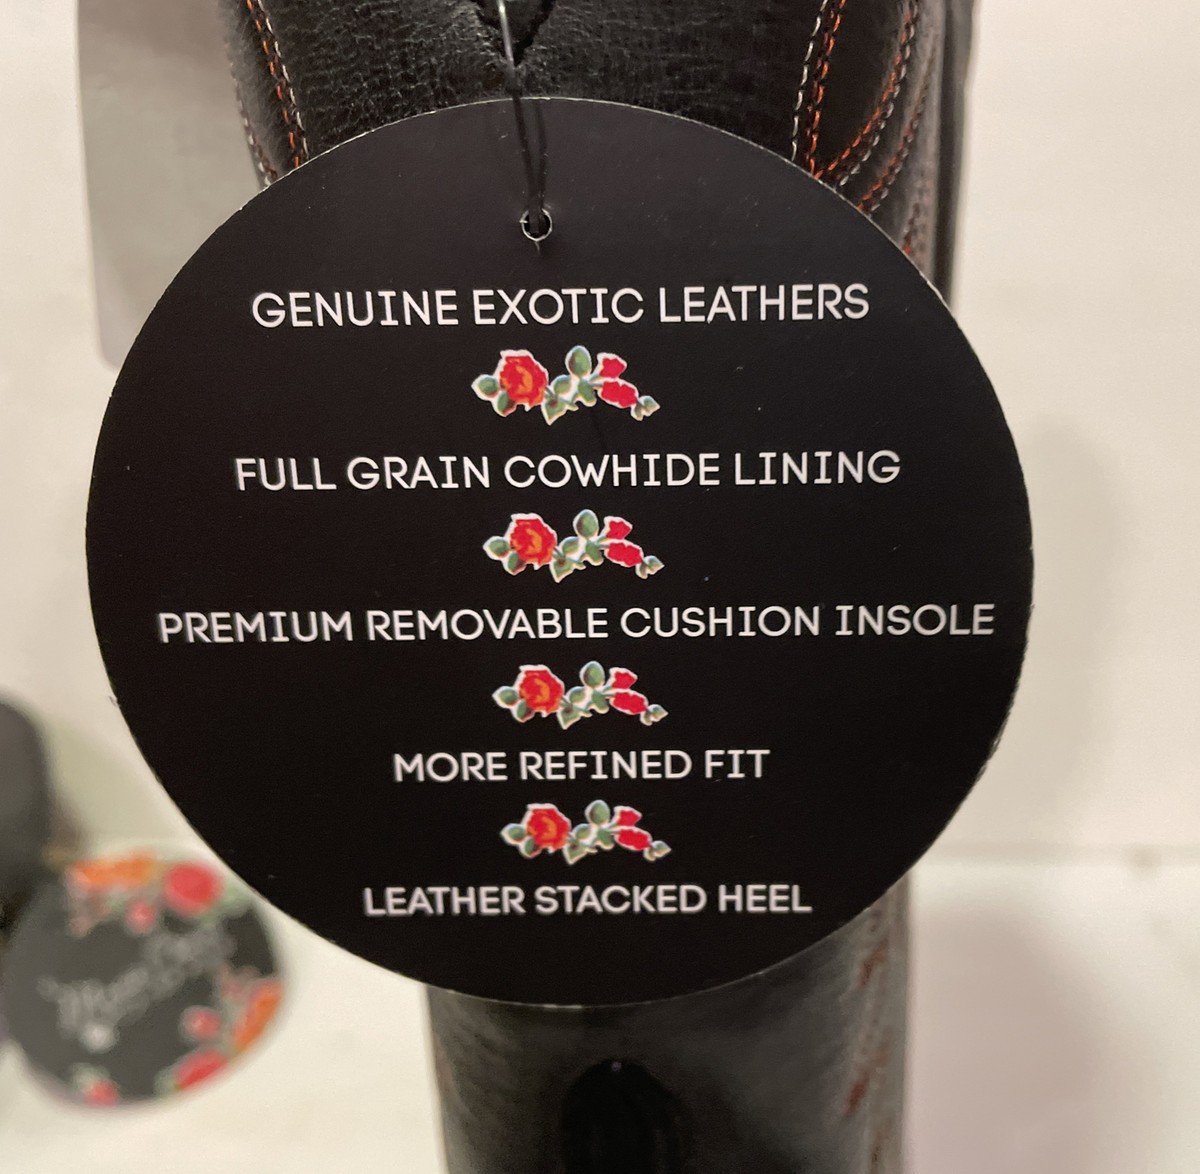 GENUINE EXOTIC LEATHERS
FULL GRAIN COWHIDE LINING
PREMIUM REMOVABLE CUSHION INSOLE
MORE REFINED FIT
LEATHER STACKED HEEL